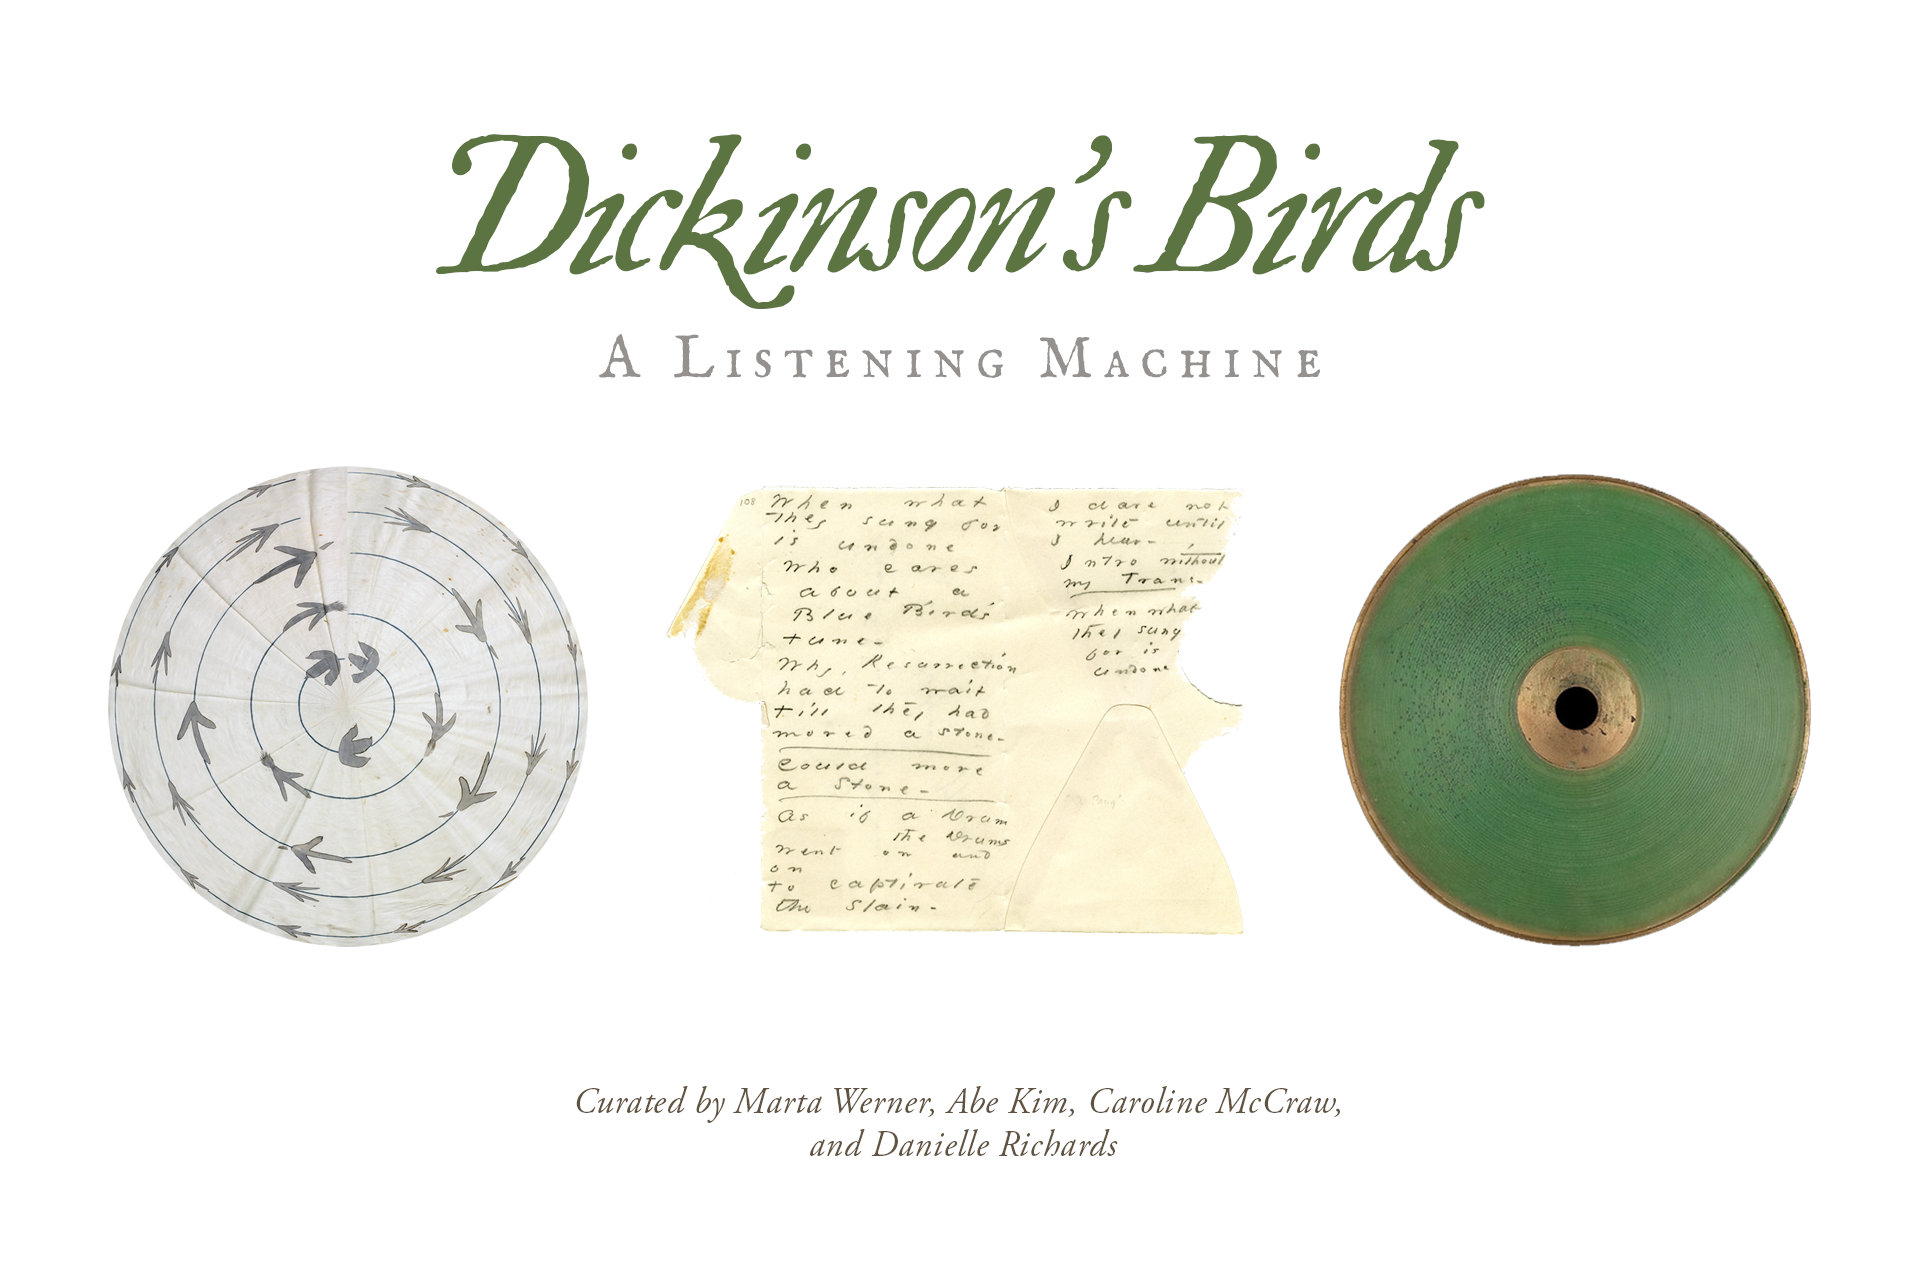 Dickinson's Birds
A Listening Machine
108
When what
they sung for
is undone
Who cares
about a
Blue Bird's
tune -
Why, Resurrection
had to wait
till they had
moved a stone -
Could move
a Stone -
As if a Drum
the Drums
went on and
on
to captivate
the slain -
I dare not
write until
I hear -
Intro without
my Trans -
When what
they sung
for is
undone
Curated by Marta Werner, Abe Kim, Caroline McCraw,
and Danielle Richards